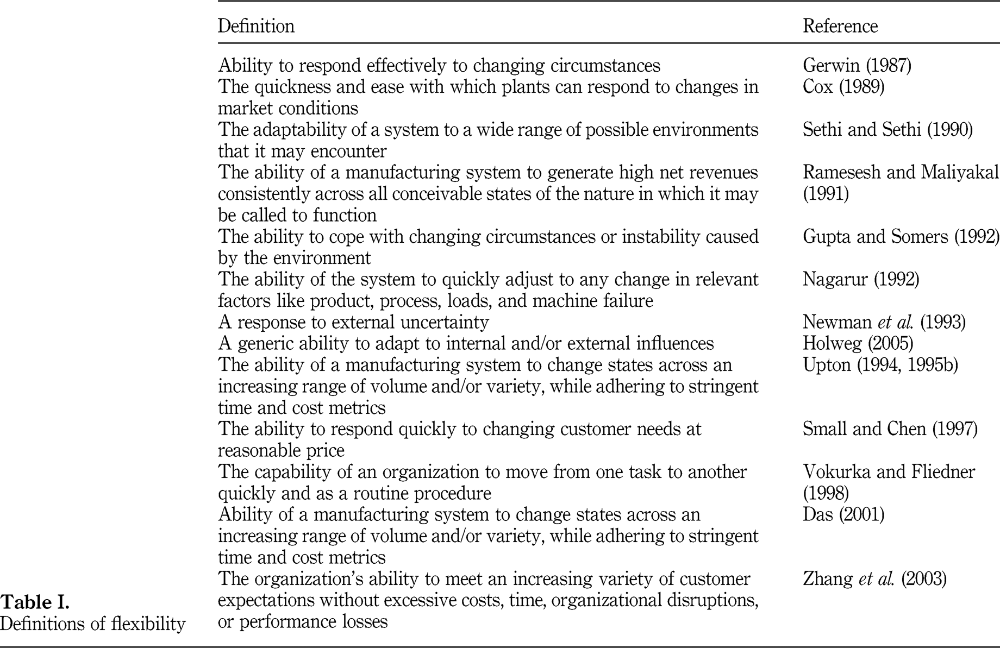 Definition Reference
Ability to respond effectively to changing circumstances Gerwin (1987)
The quickness and ease with which plants can respond to changes in Cox (1989)
market conditions
The adaptability of a system to a wide range of possible environments Sethi and Sethi (1990)
that it may encounter
The ability of a manufacturing system to generate high net revenues Ramesesh and Maliyakal
consistently across all conceivable states of the nature in which it may (1991)
be called to function
The ability to cope with changing circumstances or instability caused Gupta and Somers (1992)
by the environment
The ability of the system to quickly adjust to any change in relevant Nagarur (1992)
factors like product, process, loads, and machine failure
A response to external uncertainty Newman et al. (1993)
A generic ability to adapt to internal and/or external influences Holweg (2005)
The ability of a manufacturing system to change states across an Upton (1994, 1995b)
increasing range of volume and/or variety, while adhering to stringent
time and cost metrics
The ability to respond quickly to changing customer needs at Small and Chen (1997)
reasonable price
The capability of an organization to move from one task to another Vokurka and Fliedner
quickly and as a routine procedure (1998)
Ability of a manufacturing system to change states across an Das (2001)
increasing range of volume and/or variety, while adhering to stringent
time and cost metrics
The organization's ability to meet an increasing variety of customer Zhang et al. (2003)
expectations without excessive costs, time, organizational disruptions,
or performance losses
Table I.
Definitions of flexibility